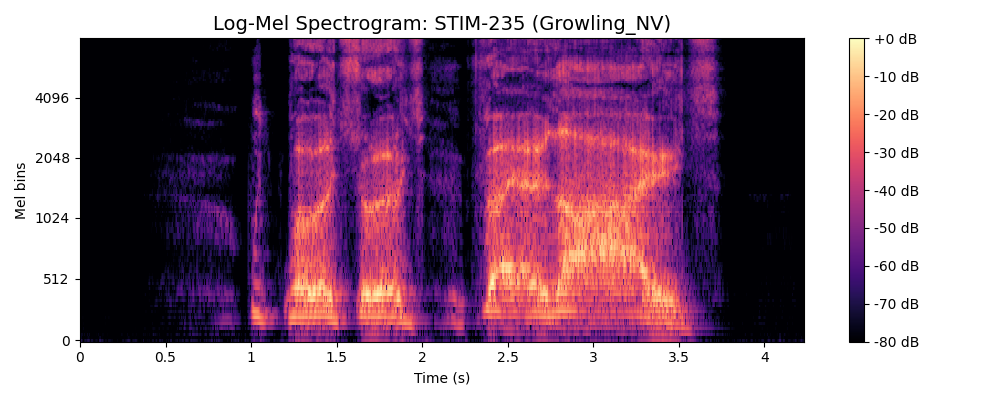 Log-Mel Spectrogram: STIM-235 (Growling_NV)
Mel bins
4096
2048
1024
512
0
0 0.5 1 1.5 2 2.5 3 3.5 4
Time (s)
+0 dB
-10 dB
-20 dB
-30 dB
-40 dB
-50 dB
-60 dB
-70 dB
-80 dB